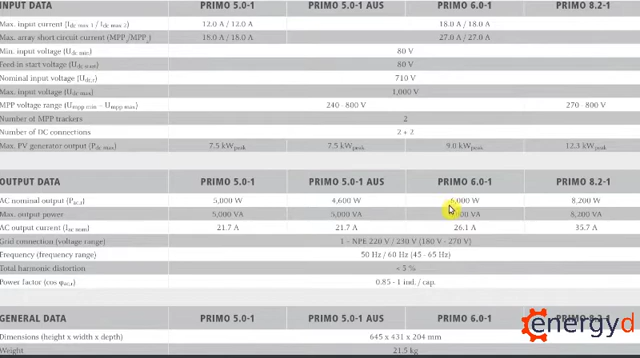 INPUT DATA PRIMO 5.0-1 PRIMO 5.0-1 AUS PRIMO 6.0-1 PRIMO 8.2-1
Max. input current (Idc max 1 / Idc max 2) 12.0 A / 12.0 A 18.0 A / 18.0 A
Max. array short circuit current (MPP1/MPP2) 18.0 A / 18.0 A 27.0 A / 27.0 A
Min. input voltage (Udc min) 80 V
Feed in start voltage (Udc start) 80 V
Nominal input voltage (Udc,r) 710 V
Max. input voltage (Udc max) 1,000 V
MPP voltage range (Umpp min – Umpp max) 240 - 800 V 270 - 800 V
Number of MPP trackers 2
Number of DC connections 2 + 2
Max. PV generator output (Pdc max) 7.5 kWpeak 7.5 kWpeak 9.0 kWpeak 12.3 kWpeak
OUTPUT DATA PRIMO 5.0-1 PRIMO 5.0-1 AUS PRIMO 6.0-1 PRIMO 8.2-1
AC nominal output (Pac,r) 5,000 W 4,600 W 6,000 W 8,200 W
Max. output power 5,000 VA 5,000 VA VA 8,200 VA
AC output current (Iac nom) 21.7 A 21.7 A 26.1 A 35.7 A
Grid connection (voltage range) 1 - NPE 220 V / 230 V (180 V - 270 V)
Frequency (frequency range) 50 Hz / 60 Hz (45 - 65 Hz)
Total harmonic distortion < 5 %
Power factor (cos φac,r) 0.85 - 1 ind. / cap.
GENERAL DATA PRIMO 5.0-1 PRIMO 5.0-1 AUS PRIMO 6.0-1 PRIMO 8.2-1
energyd
Dimensions (height x width x depth) 645 x 431 x 204 mm
Weight 21.5 kg